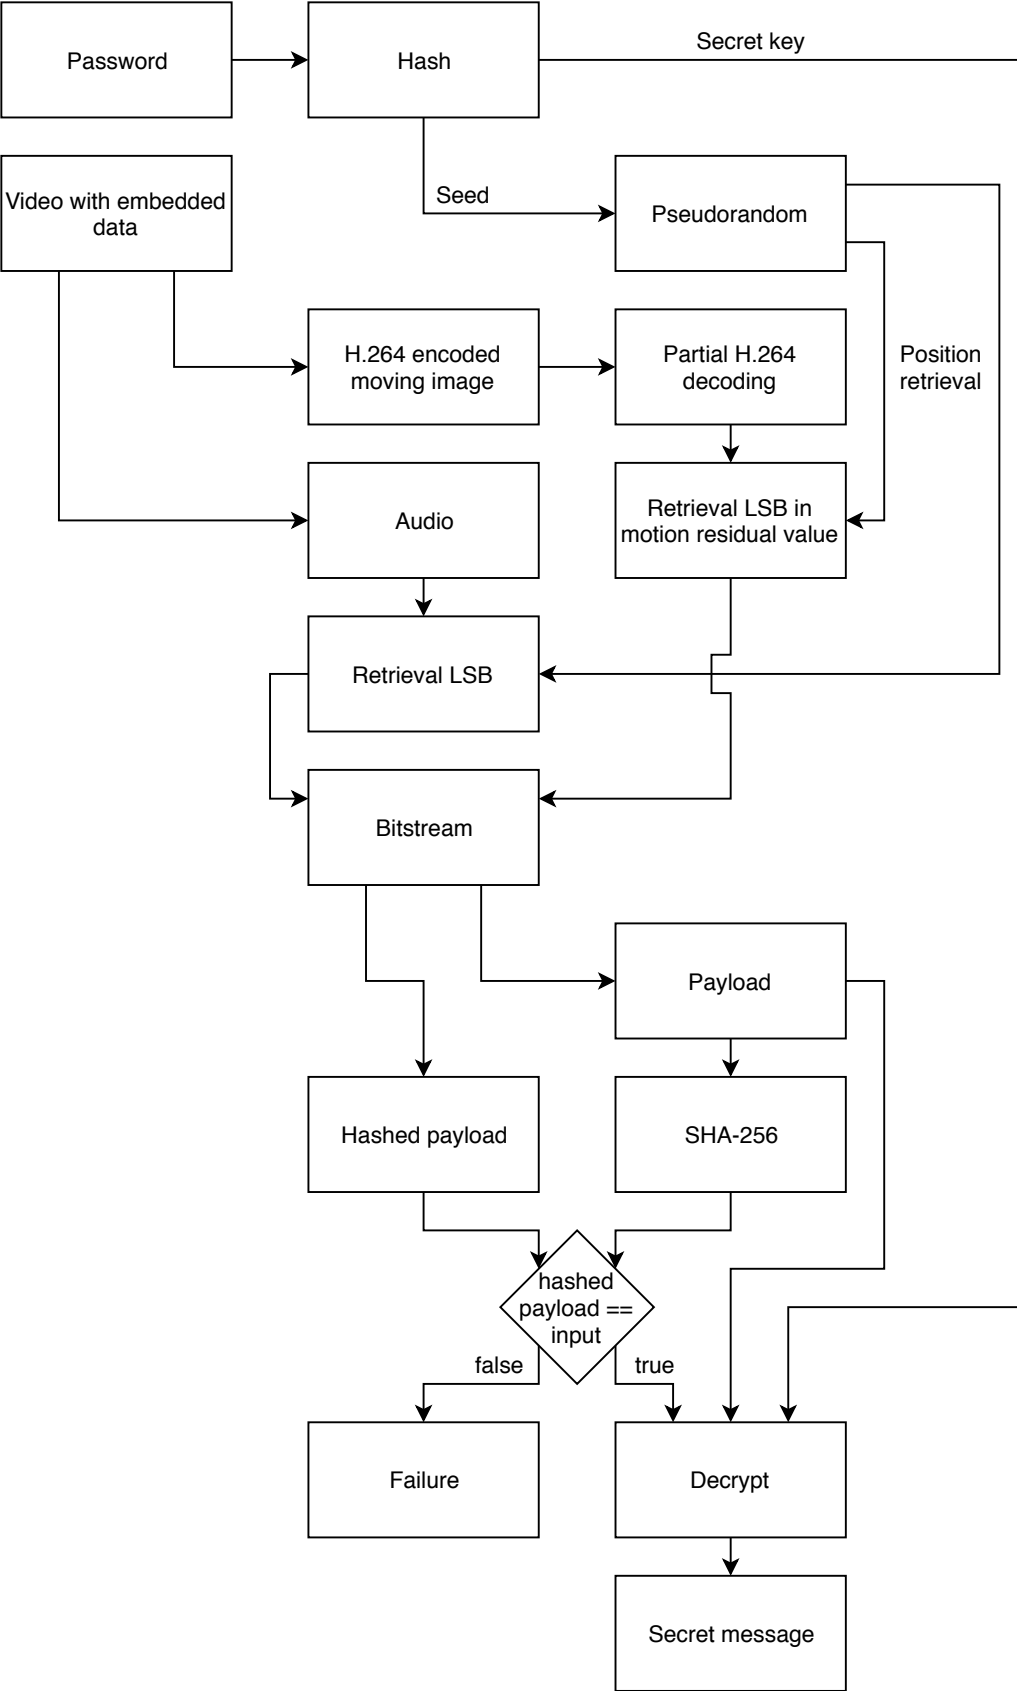 Password
Hash
Secret key
Video with embedded
data
Seed
Pseudorandom
H.264 encoded
moving image
Partial H.264
decoding
Position
retrieval
Audio
Retrieval LSB in
motion residual value
Retrieval LSB
Bitstream
Payload
Hashed payload
SHA-256
hashed
payload ==
input
false
true
Failure
Decrypt
Secret message